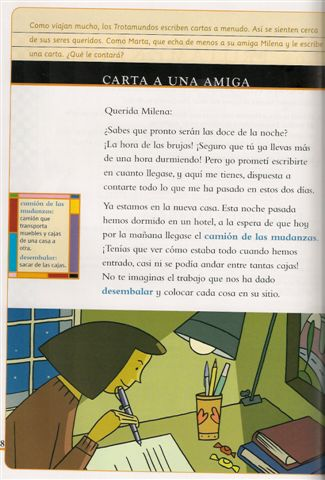 Como viajan mucho, los Trotamundos escriben cartas a menudo. Así se sienten cerca
de sus seres queridos. Como Marta, que echa de menos a su amiga Milena y le escribe
una carta. ¿Qué le contará?
CARTA A UNA AMIGA
Querida Milena:
¿Sabes que pronto serán las doce de la noche?
¡La hora de las brujas! ¡Seguro que tú ya llevas más
de una hora durmiendo! Pero yo prometí escribirte
en cuanto llegase, y aquí me tienes, dispuesta a
contarte todo lo que me ha pasado en estos dos días.
Ya estamos en la nueva casa. Esta noche pasada
hemos dormido en un hotel, a la espera de que hoy
por la mañana llegase el camión de las mudanzas.
¡Tenías que ver cómo estaba todo cuando hemos
entrado, casi ni se podía andar entre tantas cajas!
No te imaginas el trabajo que nos ha dado
desembalar y colocar cada cosa en su sitio.
camión de las
mudanzas:
camión que
transporta
muebles y cajas
de una casa a
otra.
desembalar:
sacar de las cajas.
8